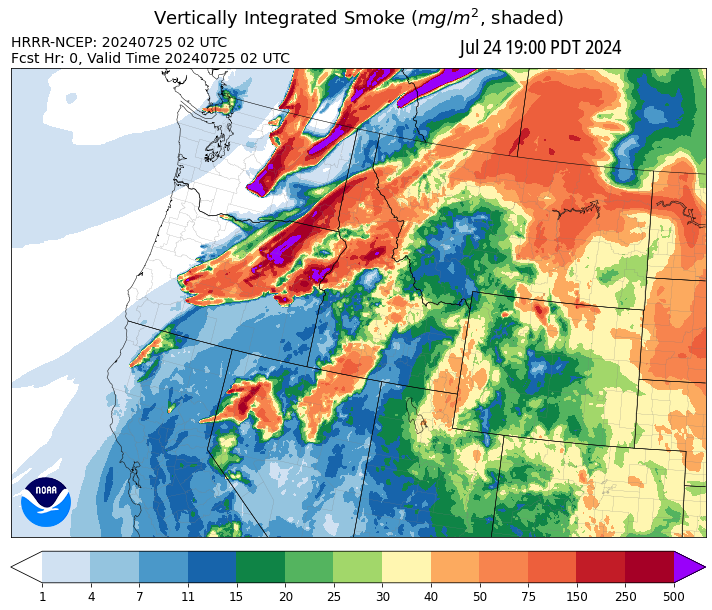 Vertically Integrated Smoke (mg/m², shaded)
HRRR-NCEP: 20240725 02 UTC
Jul 24 19:00 PDT 2024
Fcst Hr: 0, Valid Time 20240725 02 UTC
NOAA
1 4 7 11 15 20 25 30 40 50 75 150 250 500